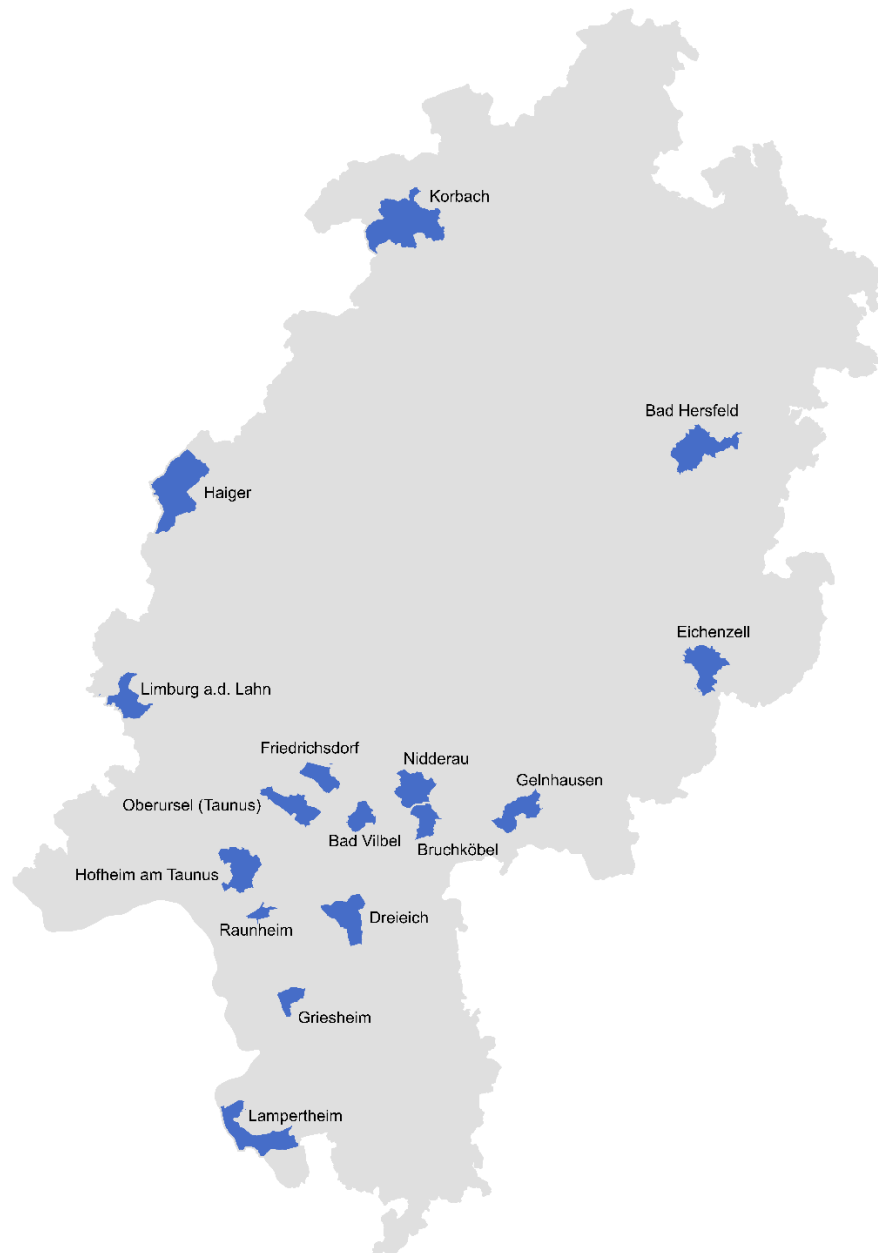 Korbach
Bad Hersfeld
Haiger
Eichenzell
Limburg a.d. Lahn
Friedrichsdorf
Nidderau
Gelnhausen
Oberursel (Taunus)
Bad Vilbel
Bruchköbel
Hofheim am Taunus
Dreieich
Raunheim
Griesheim
Lampertheim